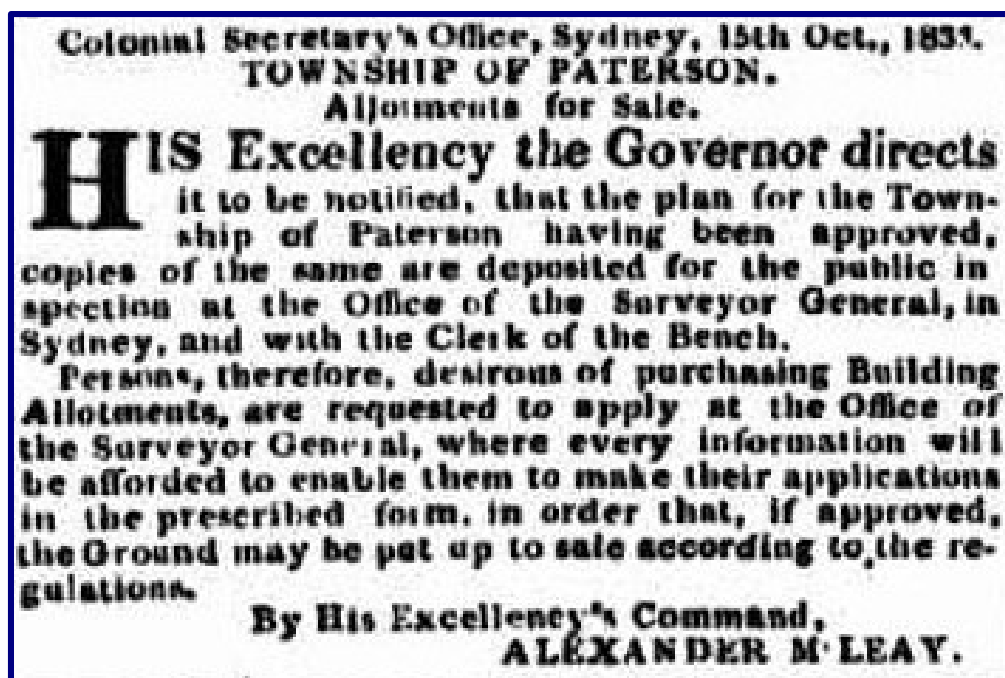 Colonial Secretary's Office, Sydney, 15th Oct.,
TOWNSHIP OF PATERSON.
Allotments for Sale.
HIS Excellency the Governor directs
it to be notified, that the plan for the Town-
ship of Paterson having been approved,
copies of the same are deposited for the public in
spection at the Office of the Surveyor General, in
Sydney, and with the Clerk of the Bench.
Persons, therefore, desirous of purchasing Building
Allotments, are requested to apply at the Office of
the Surveyor General, where every information will
be afforded to enable them to make their applications
in the prescribed form, in order that, if approved,
the Ground may be put up to sale according to the re-
gulations.
By His Excellency's Command,
ALEXANDER M'LEAY.